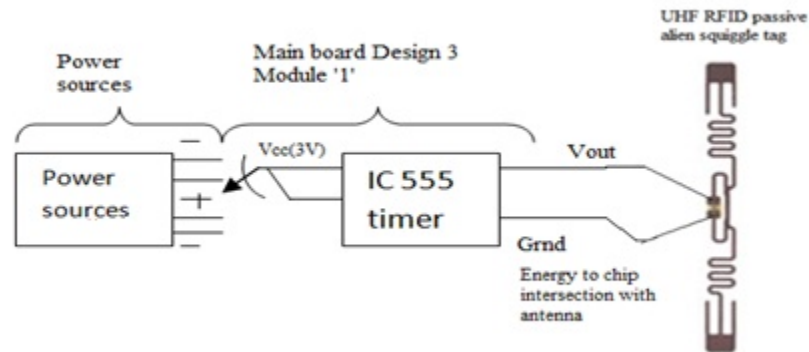 UHF RFID passive
alien squiggle tag
Power
sources
Main board Design 3
Module '1'
Power
sources
−
+
−
Vcc(3V)
IC 555
timer
Vout
Grnd
Energy to chip
intersection with
antenna